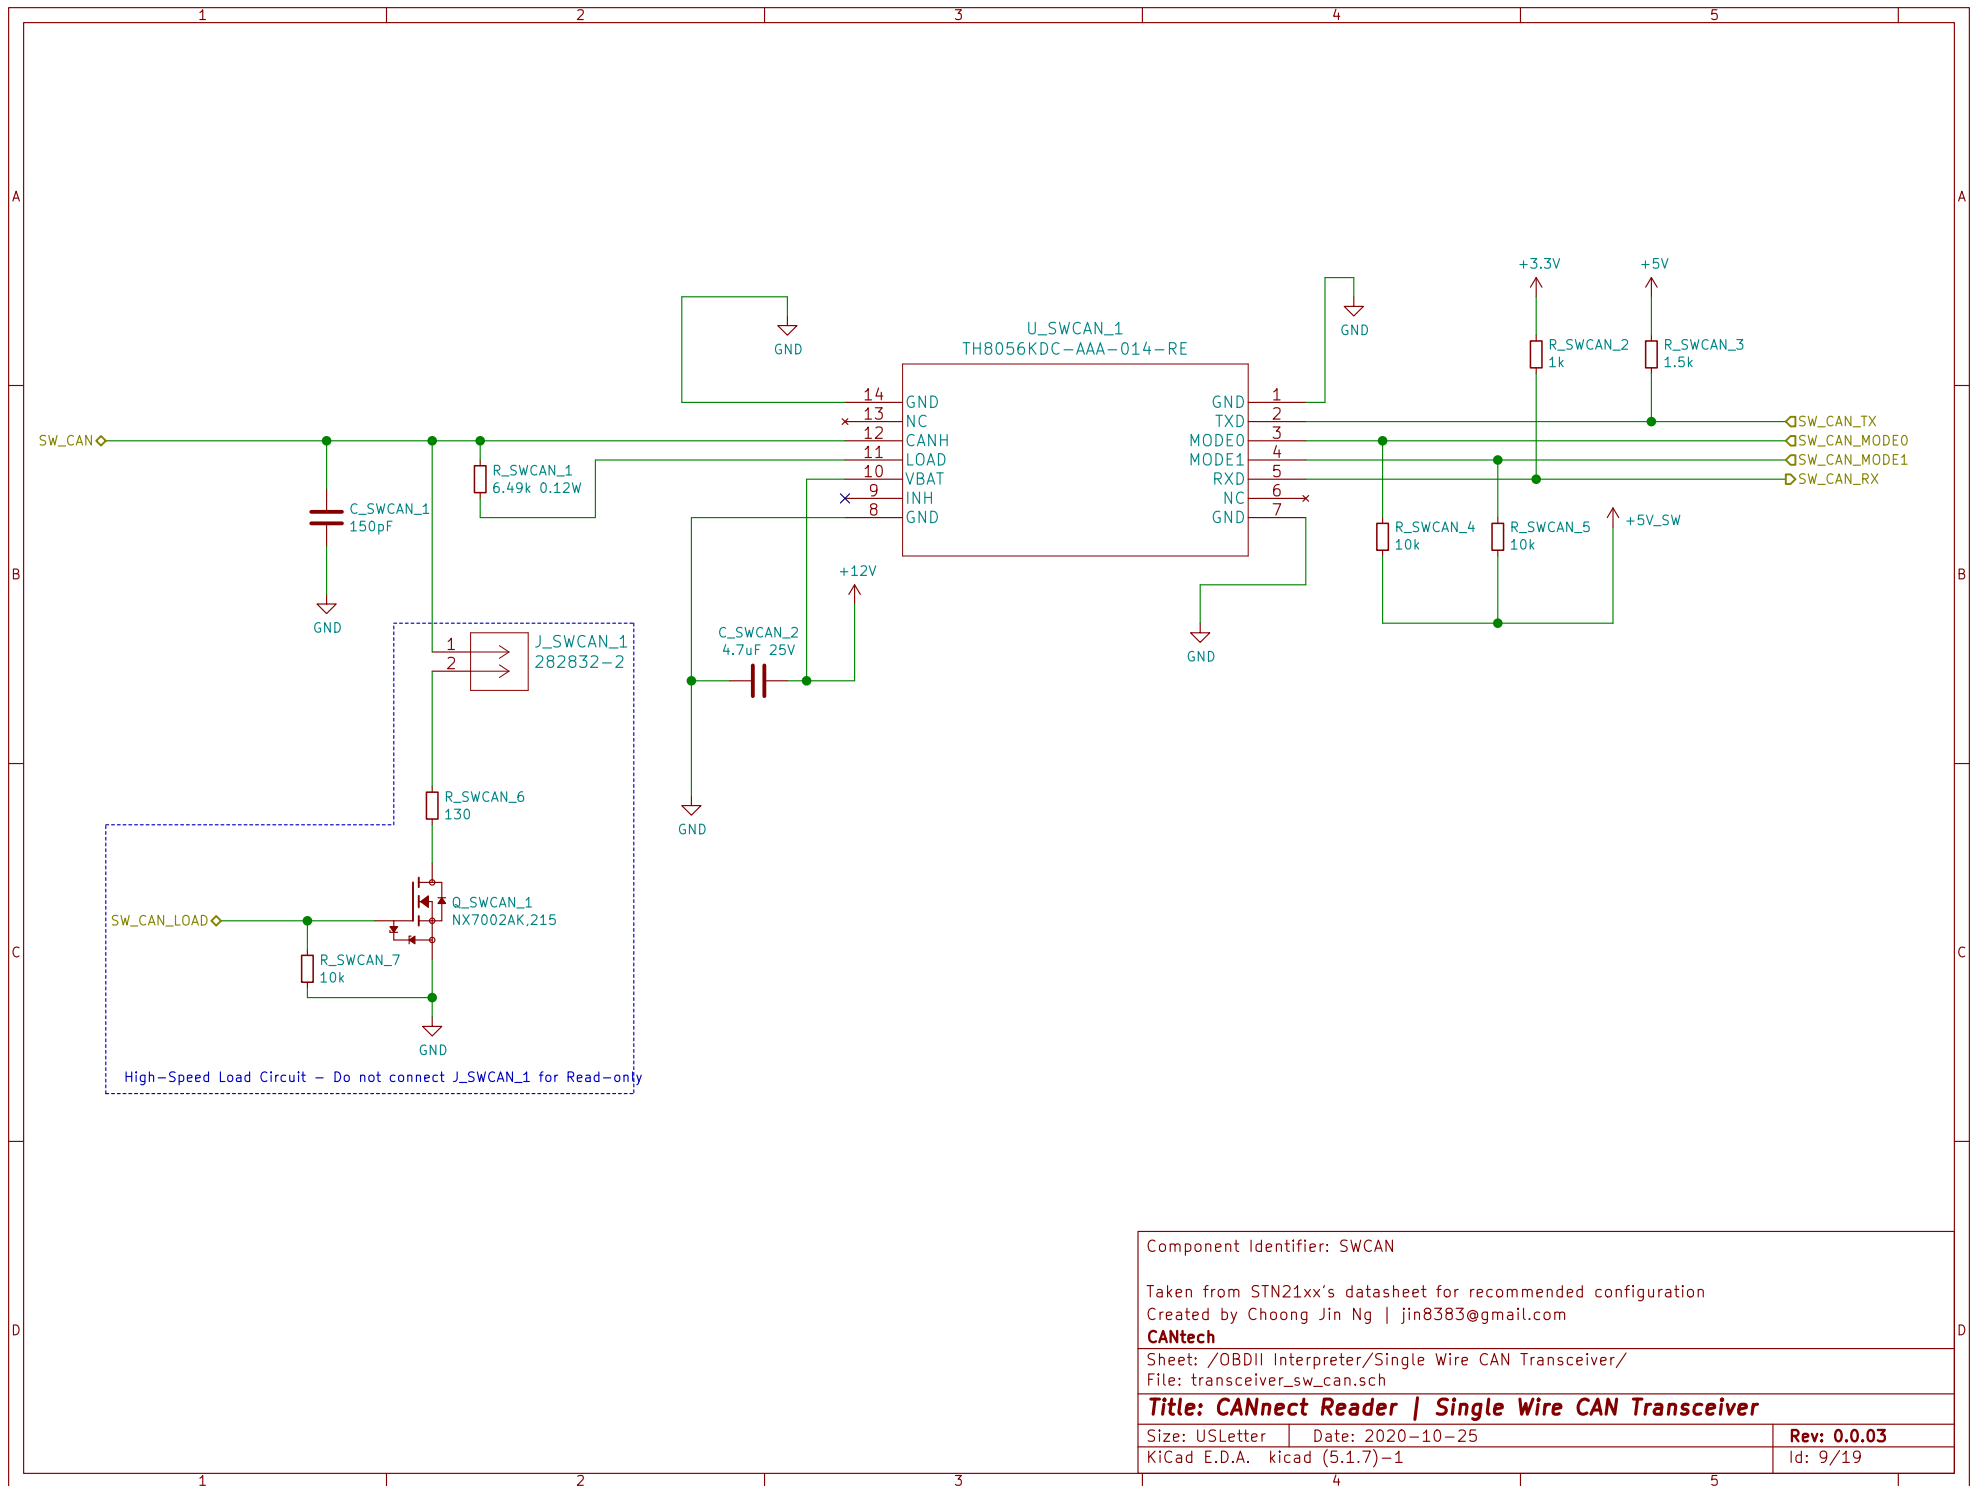 1 2 3 4 5
A A
+3.3V +5V
GND
GND
U_SWCAN_1
TH8056KDC-AAA-014-RE
R_SWCAN_2
1k
R_SWCAN_3
1.5k
14 GND
13 NC
12 CANH
11 LOAD
10 VBAT
9 INH
8 GND
GND 1
TXD 2
MODE0 3
MODE1 4
RXD 5
NC 6
GND 7
SW_CAN_TX
SW_CAN_MODE0
SW_CAN_MODE1
SW_CAN_RX
SW_CAN
R_SWCAN_1
6.49k 0.12W
C_SWCAN_1
150pF
GND
R_SWCAN_4
10k
R_SWCAN_5
10k
+5V_SW
B B
+12V
C_SWCAN_2
4.7uF 25V
GND
GND
1
2
J_SWCAN_1
282832-2
R_SWCAN_6
130
Q_SWCAN_1
NX7002AK,215
SW_CAN_LOAD
R_SWCAN_7
10k
GND
C C
High-Speed Load Circuit - Do not connect J_SWCAN_1 for Read-only
D D
Component Identifier: SWCAN
Taken from STN21xx's datasheet for recommended configuration
Created by Choong Jin Ng | jin8383@gmail.com
CANtech
Sheet: /OBDII Interpreter/Single Wire CAN Transceiver/
File: transceiver_sw_can.sch
Title: CANnect Reader | Single Wire CAN Transceiver
Size: USLetter Date: 2020-10-25 Rev: 0.0.03
KiCad E.D.A. kicad (5.1.7)-1 Id: 9/19
1 2 3 4 5